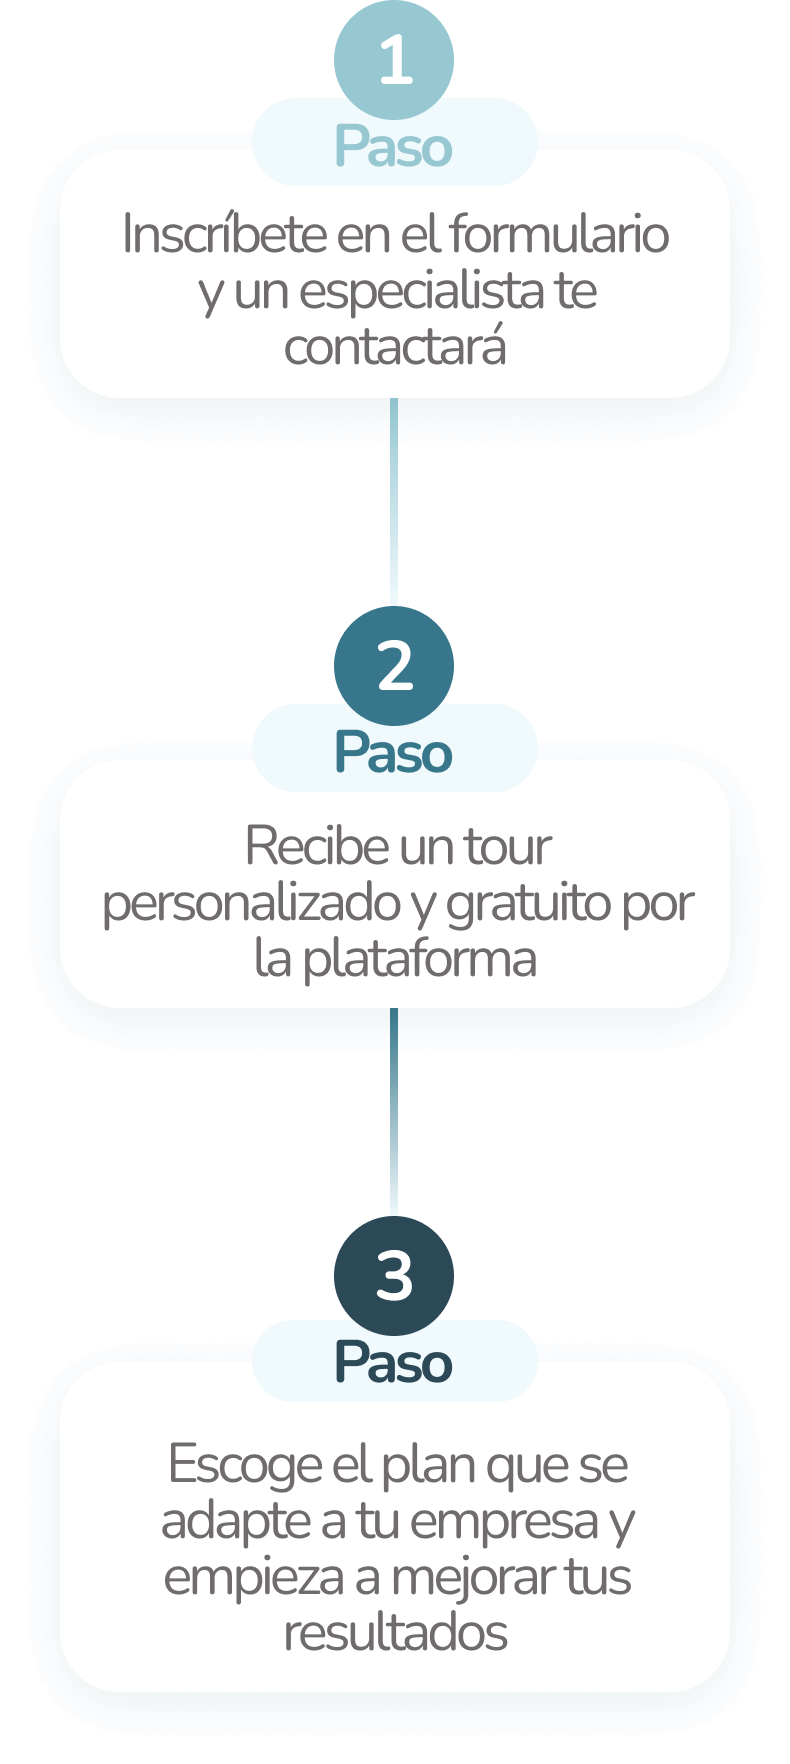 1
Paso
Inscríbete en el formulario
y un especialista te
contactará
2
Paso
Recibe un tour
personalizado y gratuito por
la plataforma
3
Paso
Escoge el plan que se
adapte a tu empresa y
empieza a mejorar tus
resultados